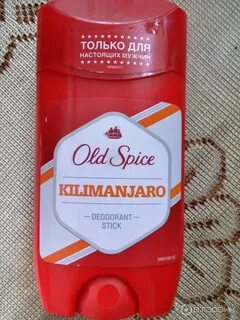 ТОЛЬКО ДЛЯ
НАСТОЯЩИХ МУЖЧИН
Old Spice
KILIMANJARO
DEODORANT
STICK